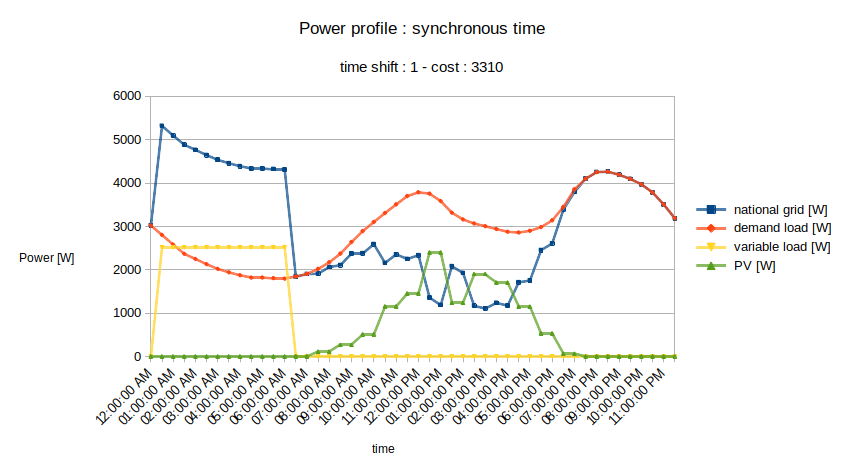 Power profile : synchronous time
time shift : 1 - cost : 3310
6000
5000
4000
3000
2000
1000
0
Power [W]
national grid [W]
demand load [W]
variable load [W]
PV [W]
12:00:00 AM
01:00:00 AM
02:00:00 AM
03:00:00 AM
04:00:00 AM
05:00:00 AM
06:00:00 AM
07:00:00 AM
08:00:00 AM
09:00:00 AM
10:00:00 AM
11:00:00 AM
12:00:00 PM
01:00:00 PM
02:00:00 PM
03:00:00 PM
04:00:00 PM
05:00:00 PM
06:00:00 PM
07:00:00 PM
08:00:00 PM
09:00:00 PM
10:00:00 PM
11:00:00 PM
time